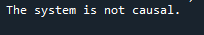 The system is not causal.